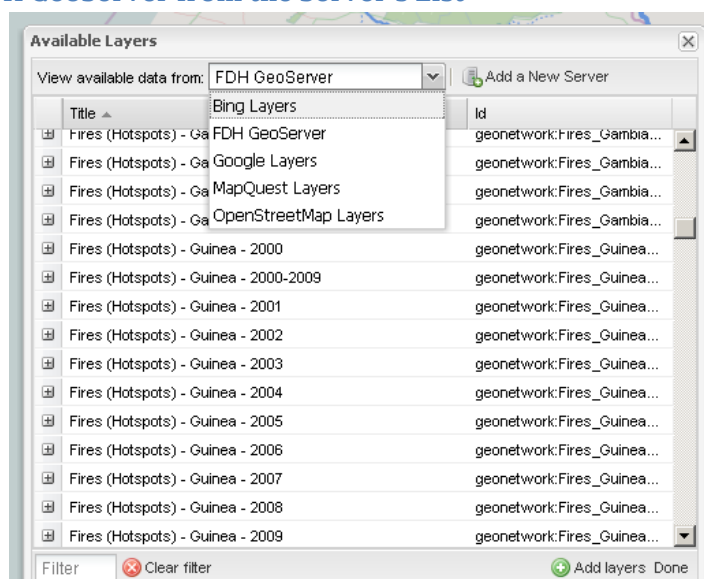 GeoServer from the Server's List
Available Layers
View available data from: FDH GeoServer Add a New Server
Title Id
Bing Layers
FDH GeoServer
Google Layers
MapQuest Layers
OpenStreetMap Layers
Fires (Hotspots) - Ga geonetwork:Fires_Gambia...
Fires (Hotspots) - Ga geonetwork:Fires_Gambia...
Fires (Hotspots) - Ga geonetwork:Fires_Gambia...
Fires (Hotspots) - Ga geonetwork:Fires_Gambia...
Fires (Hotspots) - Guinea - 2000 geonetwork:Fires_Guinea...
Fires (Hotspots) - Guinea - 2000-2009 geonetwork:Fires_Guinea...
Fires (Hotspots) - Guinea - 2001 geonetwork:Fires_Guinea...
Fires (Hotspots) - Guinea - 2002 geonetwork:Fires_Guinea...
Fires (Hotspots) - Guinea - 2003 geonetwork:Fires_Guinea...
Fires (Hotspots) - Guinea - 2004 geonetwork:Fires_Guinea...
Fires (Hotspots) - Guinea - 2005 geonetwork:Fires_Guinea...
Fires (Hotspots) - Guinea - 2006 geonetwork:Fires_Guinea...
Fires (Hotspots) - Guinea - 2007 geonetwork:Fires_Guinea...
Fires (Hotspots) - Guinea - 2008 geonetwork:Fires_Guinea...
Fires (Hotspots) - Guinea - 2009 geonetwork:Fires_Guinea...
Filter Clear filter Add layers Done